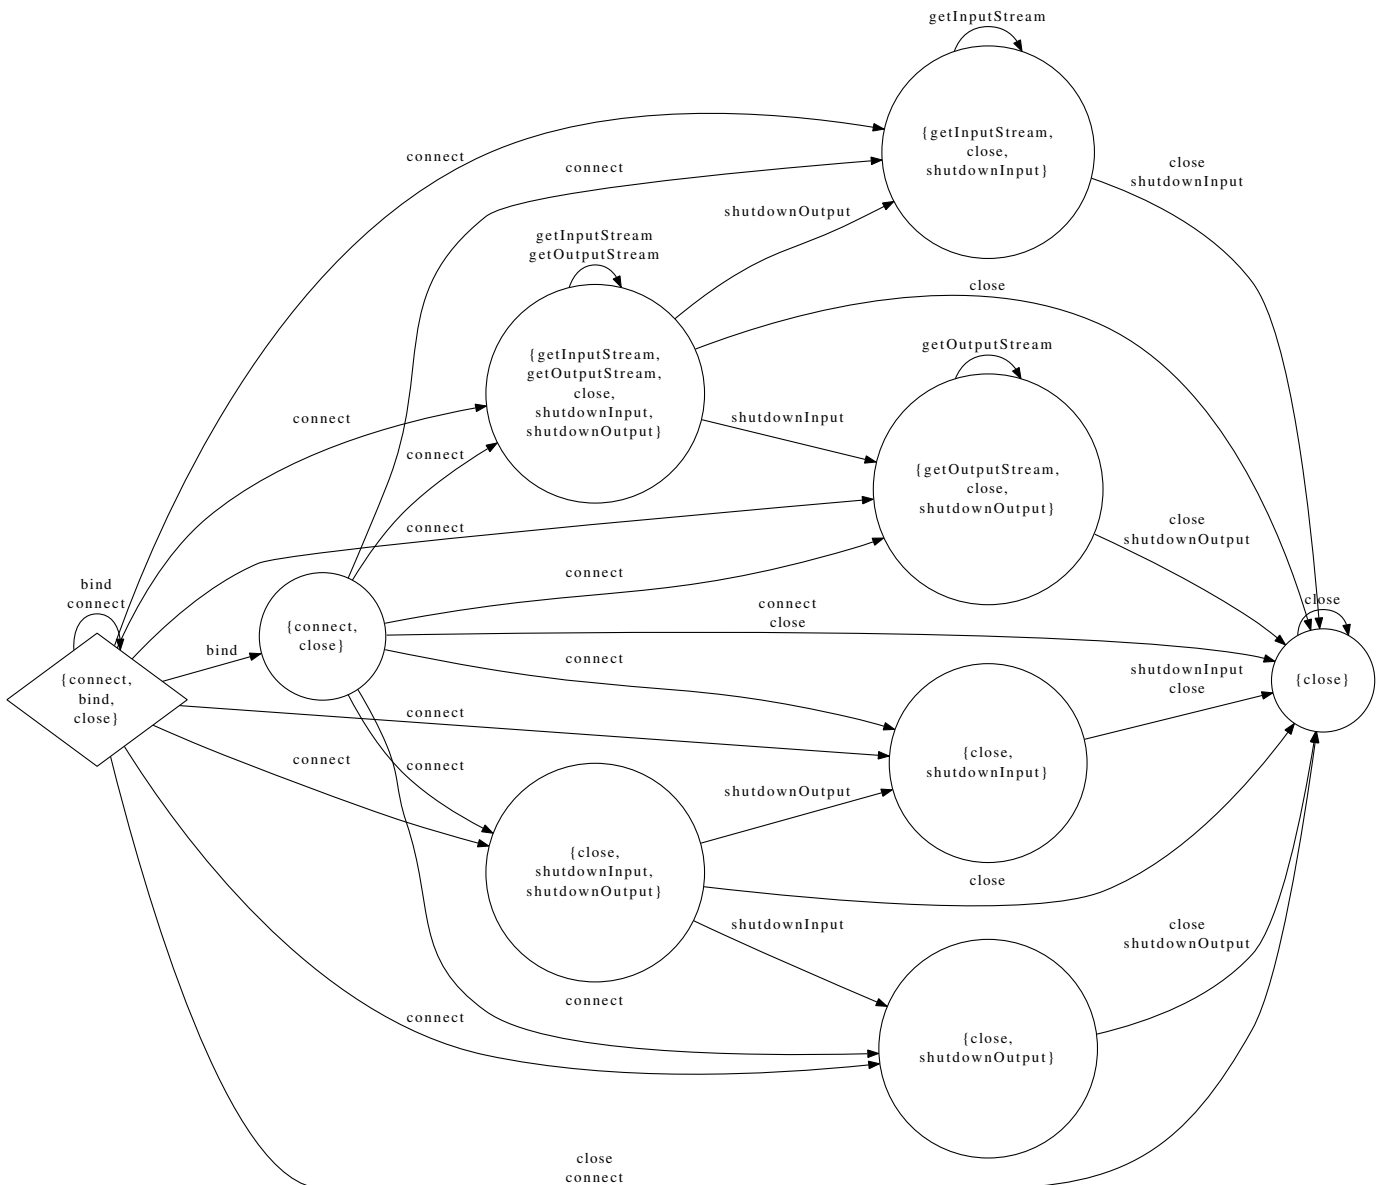 getInputStream
{getInputStream,
close,
shutdownInput}
connect
connect
close
shutdownInput
shutdownOutput
getInputStream
getOutputStream
close
getOutputStream
{getInputStream,
getOutputStream,
close,
shutdownInput,
shutdownOutput}
connect
shutdownInput
connect
{getOutputStream,
close,
shutdownOutput}
connect
close
shutdownOutput
connect
bind
connect
connect
close
close
{connect,
close}
bind
connect
shutdownInput
close
{connect,
bind,
close}
{close}
connect
connect
connect
{close,
shutdownInput}
shutdownOutput
{close,
shutdownInput,
shutdownOutput}
close
shutdownInput
close
shutdownOutput
connect
connect
{close,
shutdownOutput}
close
connect